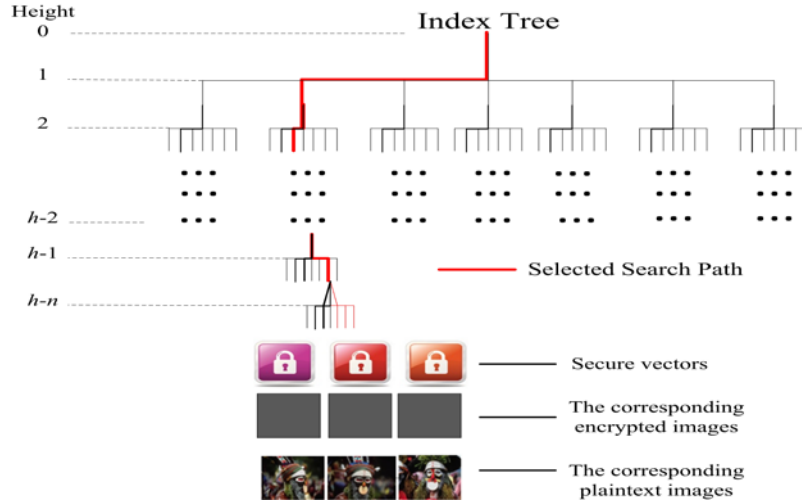 Height
0
Index Tree
1
2
h-2
h-1
Selected Search Path
h-n
Secure vectors
The corresponding
encrypted images
The corresponding
plaintext images